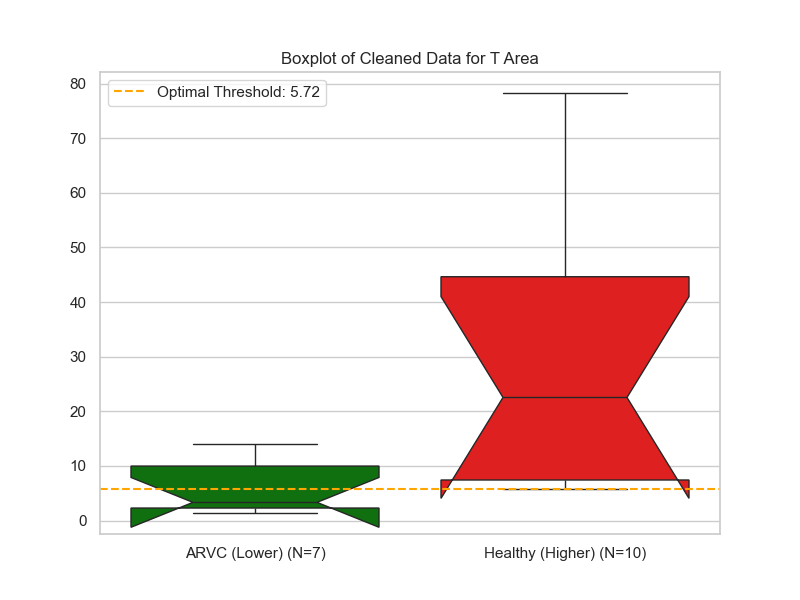 Boxplot of Cleaned Data for T Area
80
Optimal Threshold: 5.72
70
60
50
40
30
20
10
0
ARVC (Lower) (N=7)
Healthy (Higher) (N=10)